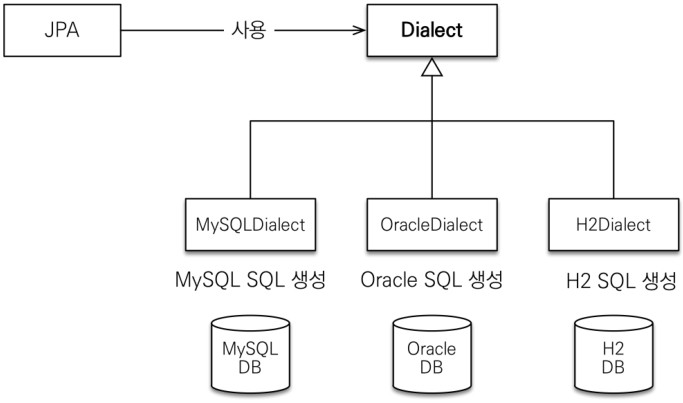 JPA
사용
Dialect
MySQLDialect
OracleDialect
H2Dialect
MySQL SQL 생성
Oracle SQL 생성
H2 SQL 생성
MySQL
DB
Oracle
DB
H2
DB